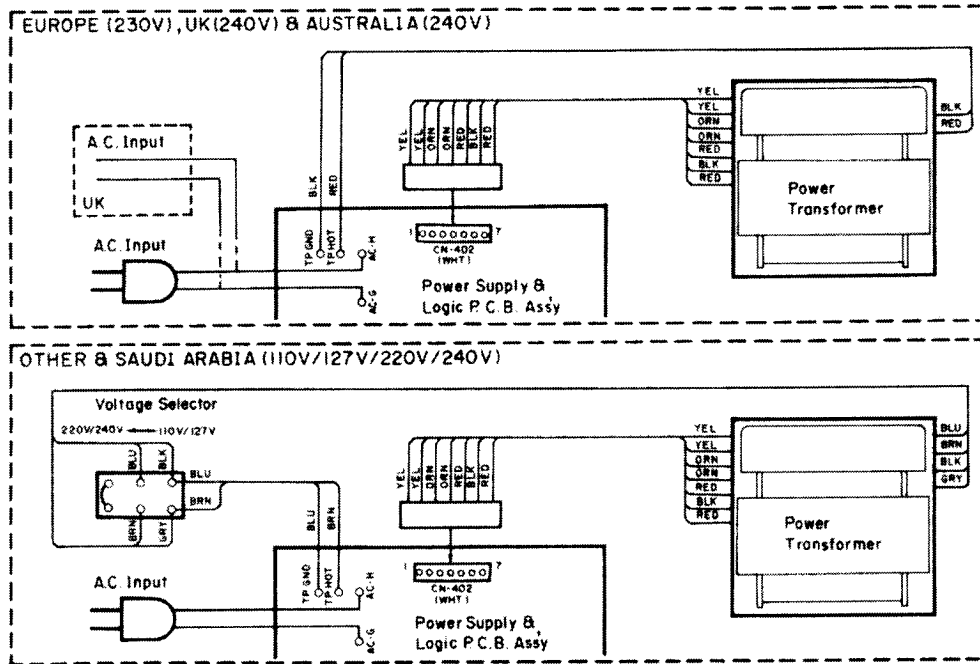 EUROPE (230V), UK(240V) & AUSTRALIA(240V)
A.C. Input
UK
A.C. Input
BLK
RED
TP.GND
TP.HOT
AC-H
AC-G
YEL
YEL
ORN
ORN
RED
BLK
RED
1
7
CN-402
(WHT)
Power Supply &
Logic P.C.B. Ass'y
YEL
YEL
ORN
ORN
RED
BLK
RED
BLK
RED
Power
Transformer
OTHER & SAUDI ARABIA (110V/127V/220V/240V)
Voltage Selector
220V/240V
110V/127V
BLU
BLK
BLU
BRN
BRN
GRY
A.C. Input
BLU
BRN
TP.GND
TP.HOT
AC-H
AC-G
YEL
YEL
ORN
ORN
RED
BLK
RED
1
7
CN-402
(WHT)
Power Supply &
Logic P.C.B. Ass'y
YEL
YEL
ORN
ORN
RED
BLK
RED
BLU
BRN
BLK
GRY
Power
Transformer